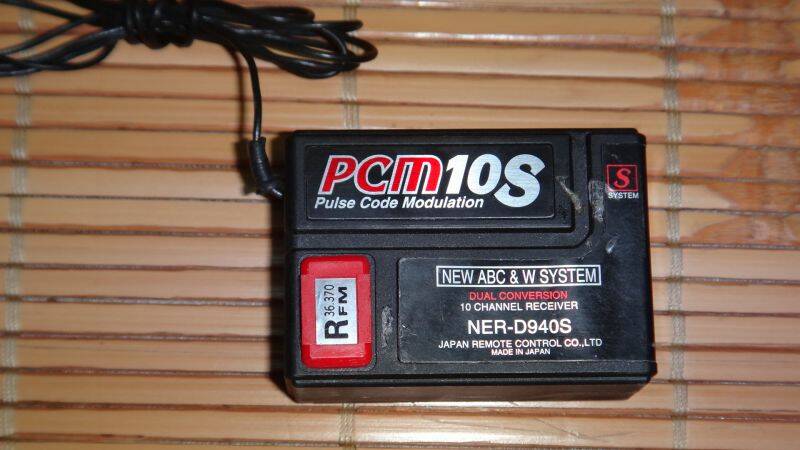 PCM10S
Pulse Code Modulation
S
SYSTEM
NEW ABC & W SYSTEM
DUAL CONVERSION
10 CHANNEL RECEIVER
NER-D940S
JAPAN REMOTE CONTROL CO.,LTD
MADE IN JAPAN
36.370
R FM